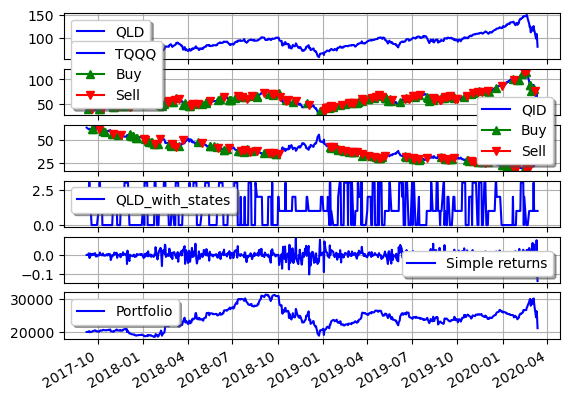 150
QLD
100
TQQQ
100
Buy
50
Sell
QID
50
Buy
25
Sell
2.5
QLD_with_states
0.0
0.0
Simple returns
−0.1
30000
Portfolio
20000
2017-10
2018-01
2018-04
2018-07
2018-10
2019-01
2019-04
2019-07
2019-10
2020-01
2020-04